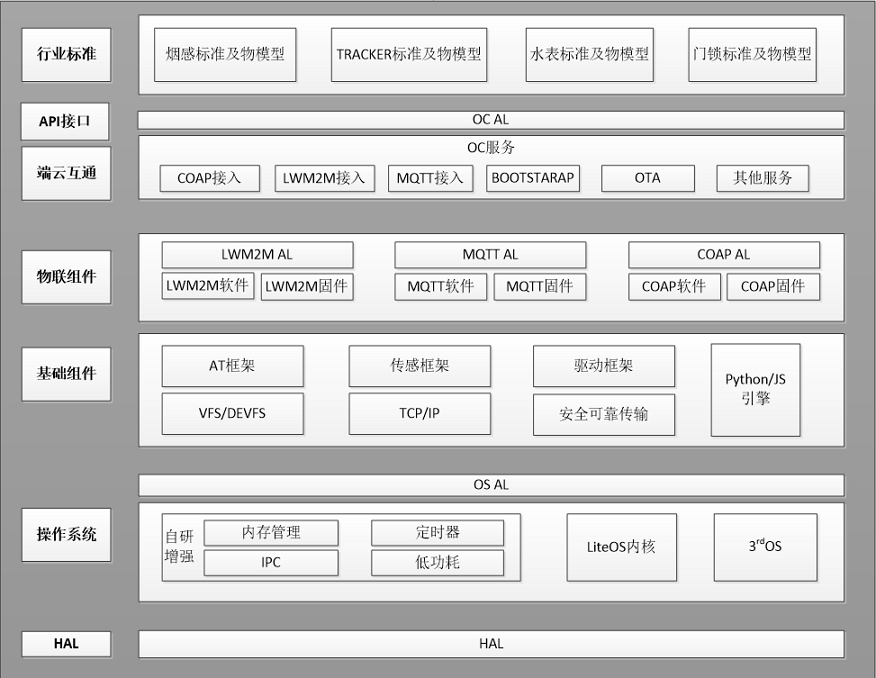 行业标准
烟感标准及物模型
TRACKER标准及物模型
水表标准及物模型
门锁标准及物模型
API接口
OC AL
端云互通
OC服务
COAP接入
LWM2M接入
MQTT接入
BOOTSTARAP
OTA
其他服务
物联组件
LWM2M AL
MQTT AL
COAP AL
LWM2M软件
LWM2M固件
MQTT软件
MQTT固件
COAP软件
COAP固件
基础组件
AT框架
传感框架
驱动框架
Python/JS
引擎
VFS/DEVFS
TCP/IP
安全可靠传输
OS AL
操作系统
自研
增强
内存管理
定时器
IPC
低功耗
LiteOS内核
3rdOS
HAL
HAL